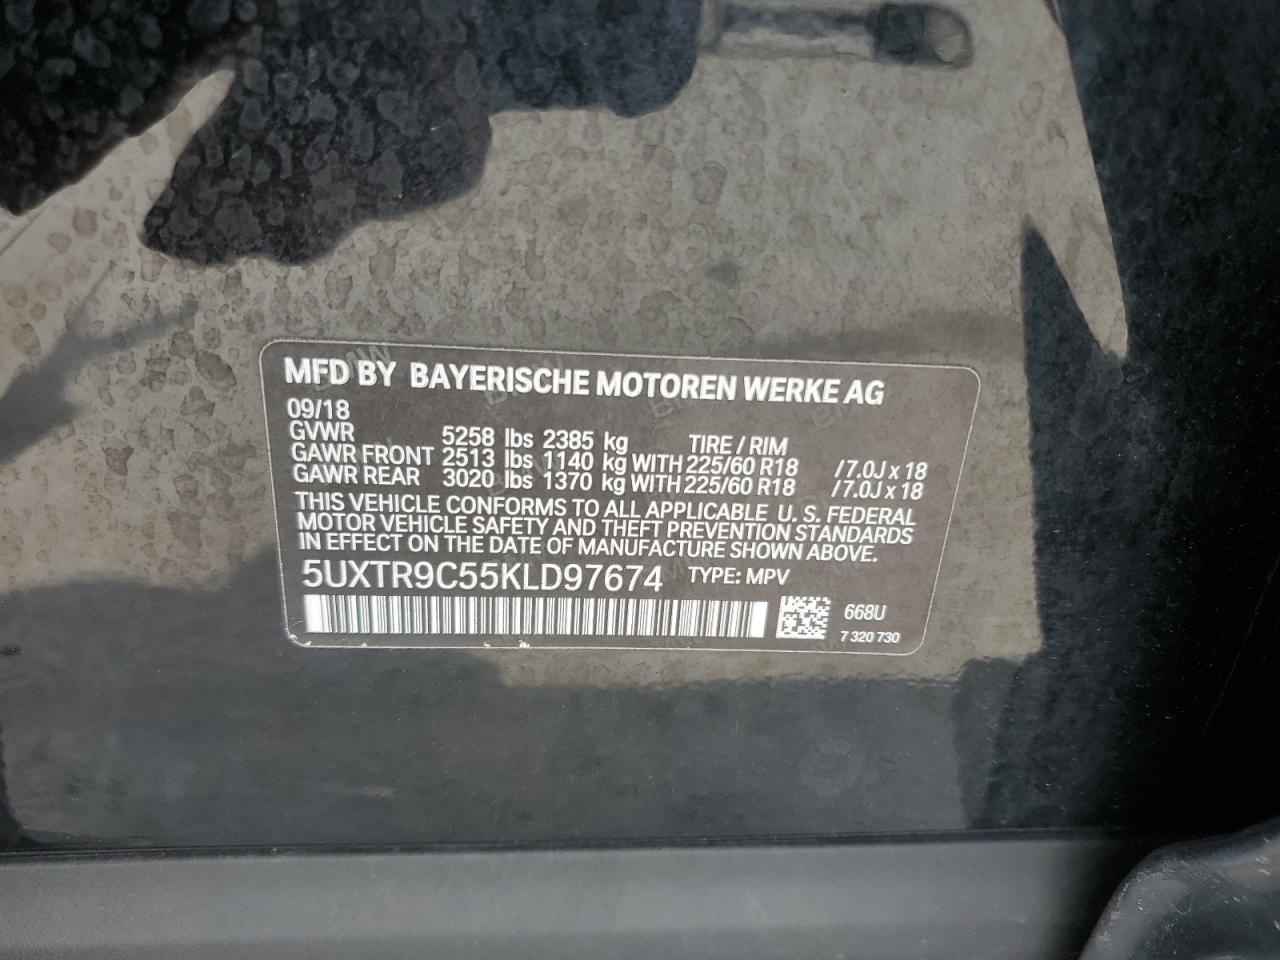 MFD BY BAYERISCHE MOTOREN WERKE AG
09/18
GVWR 5258 lbs 2385 kg TIRE / RIM
GAWR FRONT 2513 lbs 1140 kg WITH 225/60 R18 /7.0J x 18
GAWR REAR 3020 lbs 1370 kg WITH 225/60 R18 /7.0J x 18
THIS VEHICLE CONFORMS TO ALL APPLICABLE U. S. FEDERAL
MOTOR VEHICLE SAFETY AND THEFT PREVENTION STANDARDS
IN EFFECT ON THE DATE OF MANUFACTURE SHOWN ABOVE.
5UXTR9C55KLD97674 TYPE: MPV
668U
7 320 730